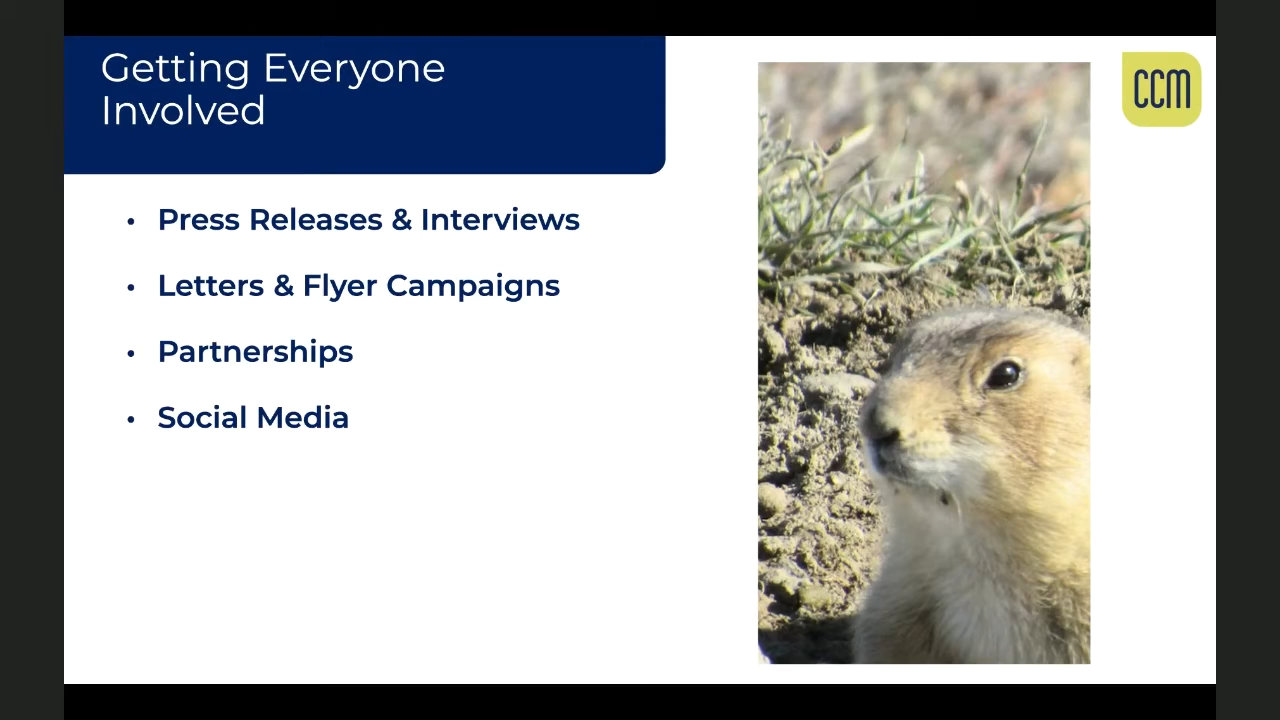 Getting Everyone
Involved
• Press Releases & Interviews
• Letters & Flyer Campaigns
• Partnerships
• Social Media
CCM